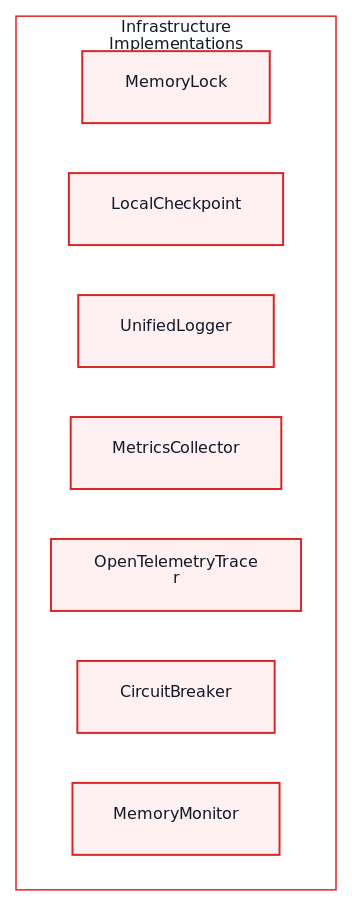 Infrastructure
Implementations
MemoryLock
LocalCheckpoint
UnifiedLogger
MetricsCollector
OpenTelemetryTrace
r
CircuitBreaker
MemoryMonitor